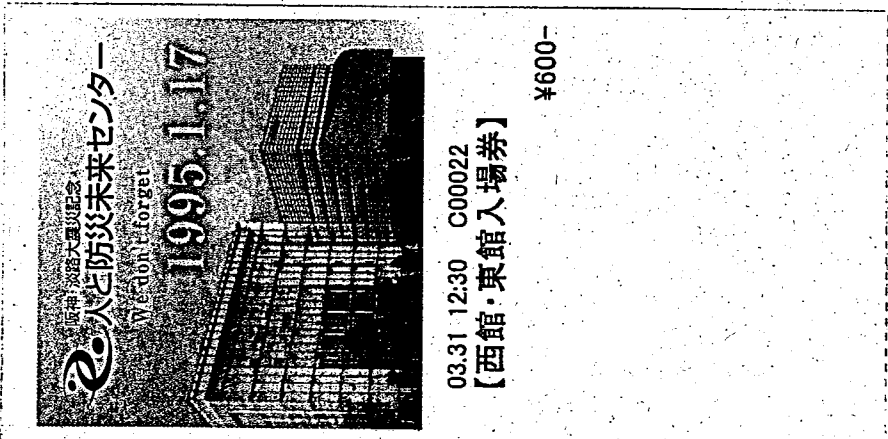 阪神・淡路大震災記念
人と防災未来センター
We don't forget
1995.1.17
03.31 12:30 C00022
【西館・東館入場券】
¥600-